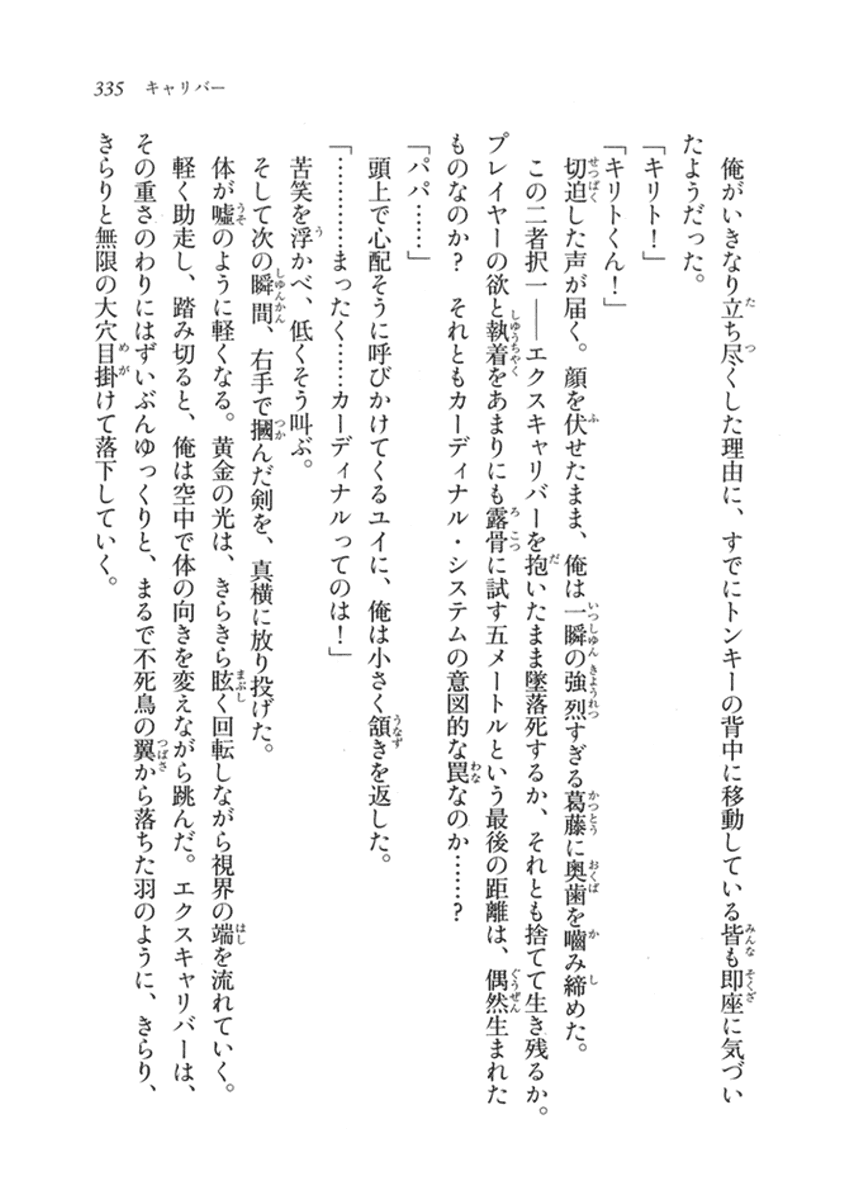 335 キャリバー
俺がいきなり立ち尽くした理由に、すでにトンキーの背中に移動している皆も即座に気づい
たようだった。
「キリト！」
「キリトくん！」
切迫した声が届く。顔を伏せたまま、俺は一瞬の強烈すぎる葛藤に奥歯を嚙み締めた。
この二者択一――エクスキャリバーを抱いたまま墜落死するか、それとも捨てて生き残るか。
プレイヤーの欲と執着をあまりにも露骨に試す五メートルという最後の距離は、偶然生まれた
ものなのか？　それともカーディナル・システムの意図的な罠なのか……？
「パパ……」
頭上で心配そうに呼びかけてくるユイに、俺は小さく頷きを返した。
「…………まったく……カーディナルってのは！」
苦笑を浮かべ、低くそう叫ぶ。
そして次の瞬間、右手で摑んだ剣を、真横に放り投げた。
体が嘘のように軽くなる。黄金の光は、きらきら眩く回転しながら視界の端を流れていく。
軽く助走し、踏み切ると、俺は空中で体の向きを変えながら跳んだ。エクスキャリバーは、
その重さのわりにはずいぶんゆっくりと、まるで不死鳥の翼から落ちた羽のように、きらり、
きらりと無限の大穴目掛けて落下していく。